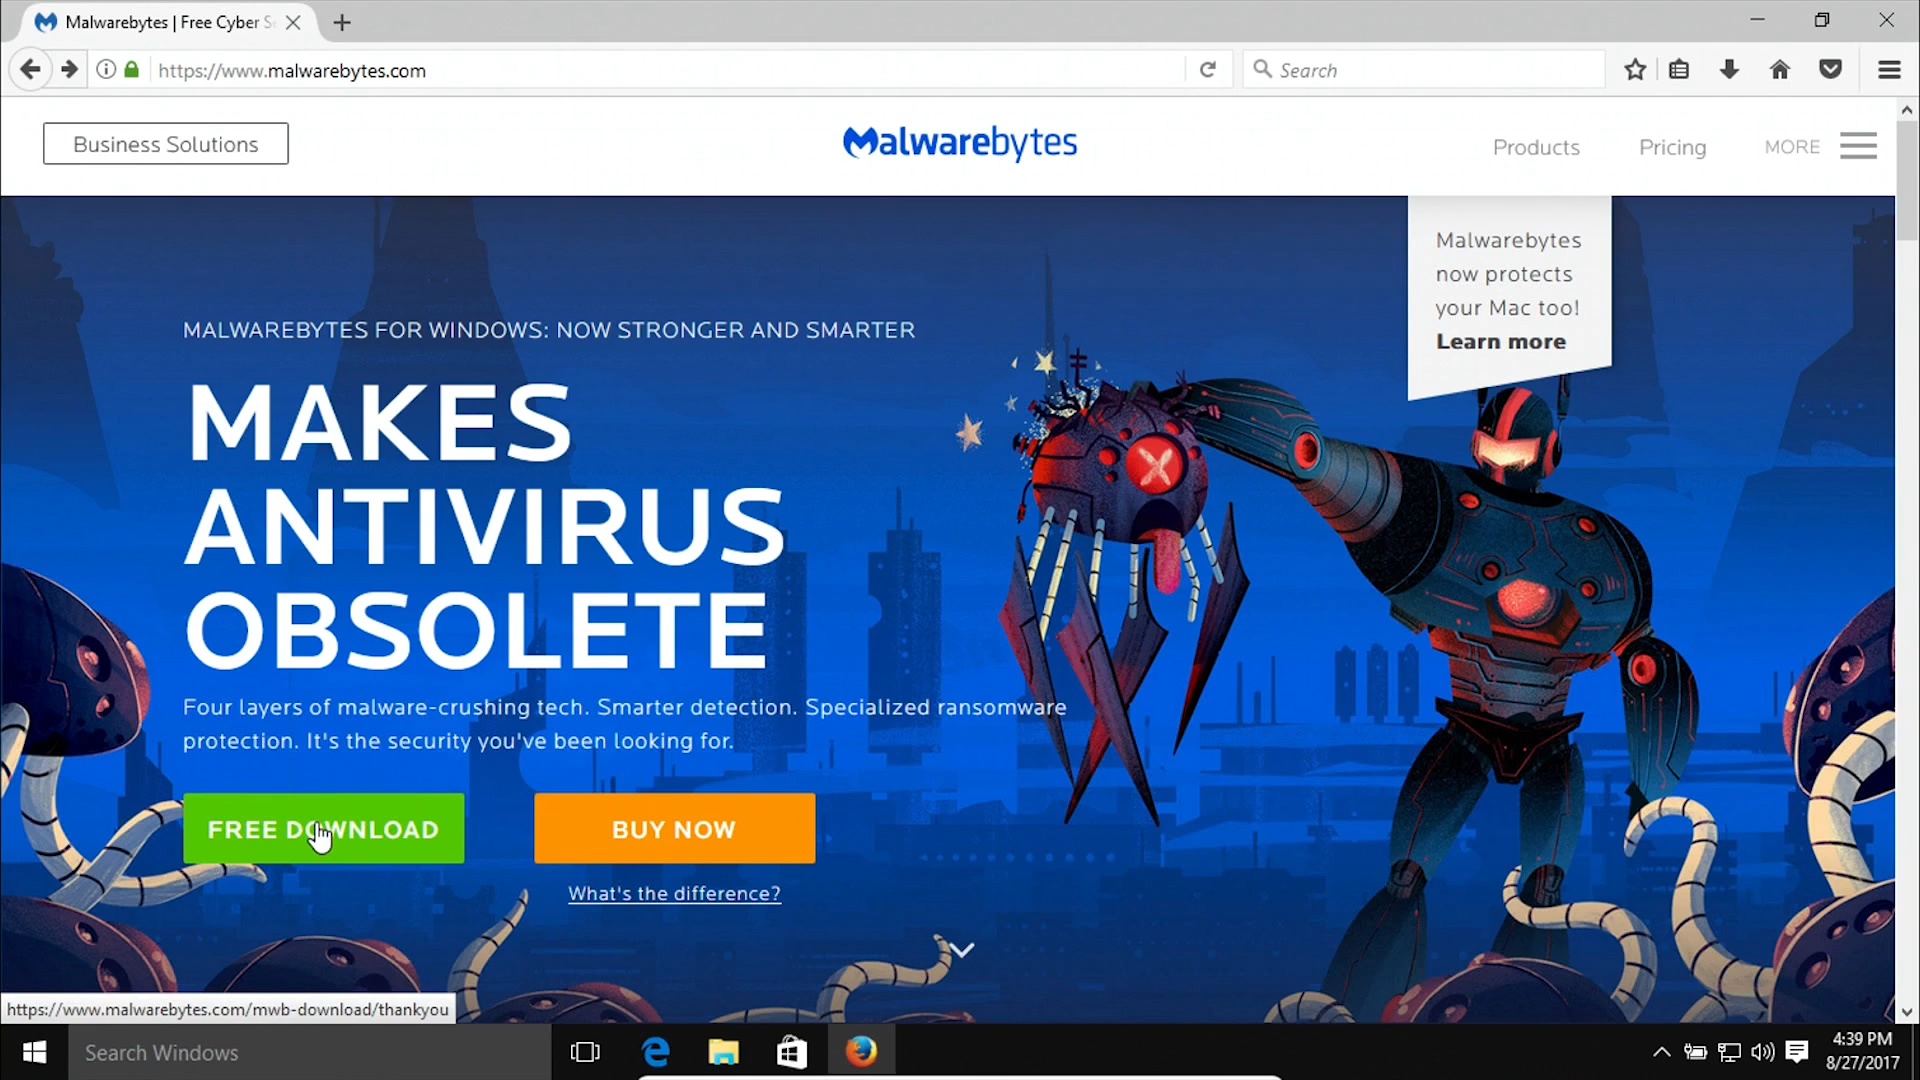 Malwarebytes | Free Cyber S
https://www.malwarebytes.com
Search
Business Solutions
Malwarebytes
Products
Pricing
MORE
Malwarebytes
now protects
your Mac too!
Learn more
MALWAREBYTES FOR WINDOWS: NOW STRONGER AND SMARTER
MAKES
ANTIVIRUS
OBSOLETE
Four layers of malware-crushing tech. Smarter detection. Specialized ransomware
protection. It's the security you've been looking for.
FREE DOWNLOAD
BUY NOW
What's the difference?
https://www.malwarebytes.com/mwb-download/thankyou
Search Windows
4:39 PM
8/27/2017